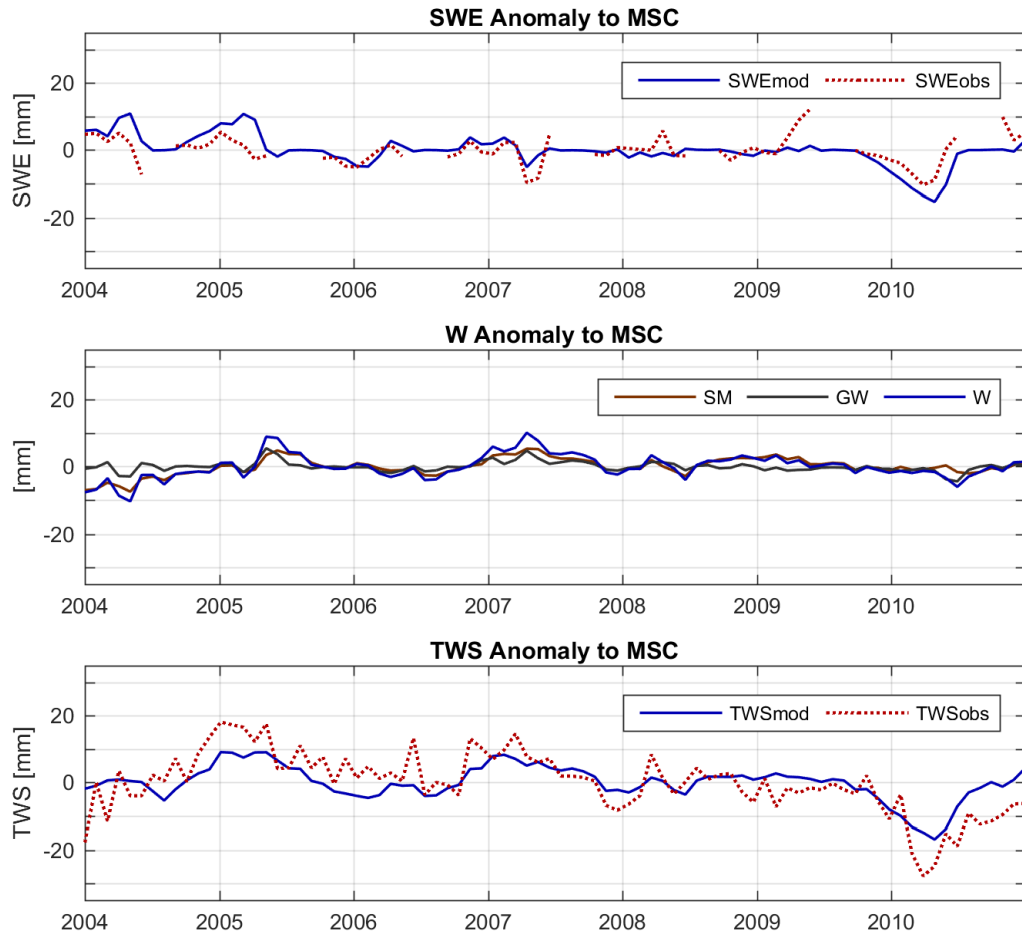 SWE Anomaly to MSC
SWE [mm]
20
0
-20
SWEmod SWEobs
2004 2005 2006 2007 2008 2009 2010
W Anomaly to MSC
[mm]
20
0
-20
SM GW W
2004 2005 2006 2007 2008 2009 2010
TWS Anomaly to MSC
TWS [mm]
20
0
-20
TWSmod TWSobs
2004 2005 2006 2007 2008 2009 2010